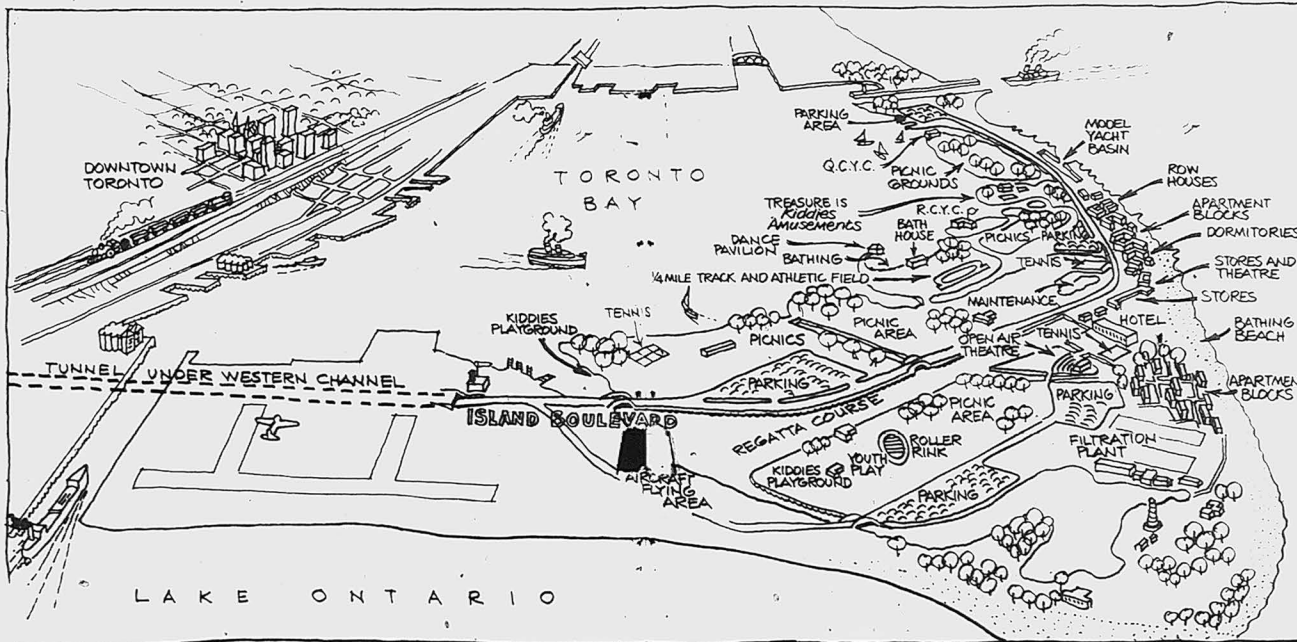 DOWNTOWN
TORONTO
TORONTO
BAY
PARKING
AREA
Q.C.Y.C.
PICNIC
GROUNDS
MODEL
YACHT
BASIN
ROW
HOUSES
APARTMENT
BLOCKS
DORMITORIES
STORES AND
THEATRE
STORES
BATHING
BEACH
TREASURE IS
Kiddies
Amusements
R.C.Y.C.
BATH
HOUSE
PICNICS
PARKING
DANCE
PAVILION
BATHING
TENNIS
1/4 MILE TRACK AND ATHLETIC FIELD
MAINTENANCE
KIDDIES
PLAYGROUND
TENNIS
PICNICS
PICNIC
AREA
HOTEL
TENNIS
OPEN AIR
THEATRE
TUNNEL UNDER WESTERN CHANNEL
ISLAND BOULEVARD
PARKING
PARKING
APARTMENT
BLOCKS
REGATTA COURSE
PICNIC
AREA
ROLLER
RINK
YOUTH
PLAY
KIDDIES
PLAYGROUND
FILTRATION
PLANT
PARKING
AIRCRAFT
FLYING
AREA
LAKE ONTARIO